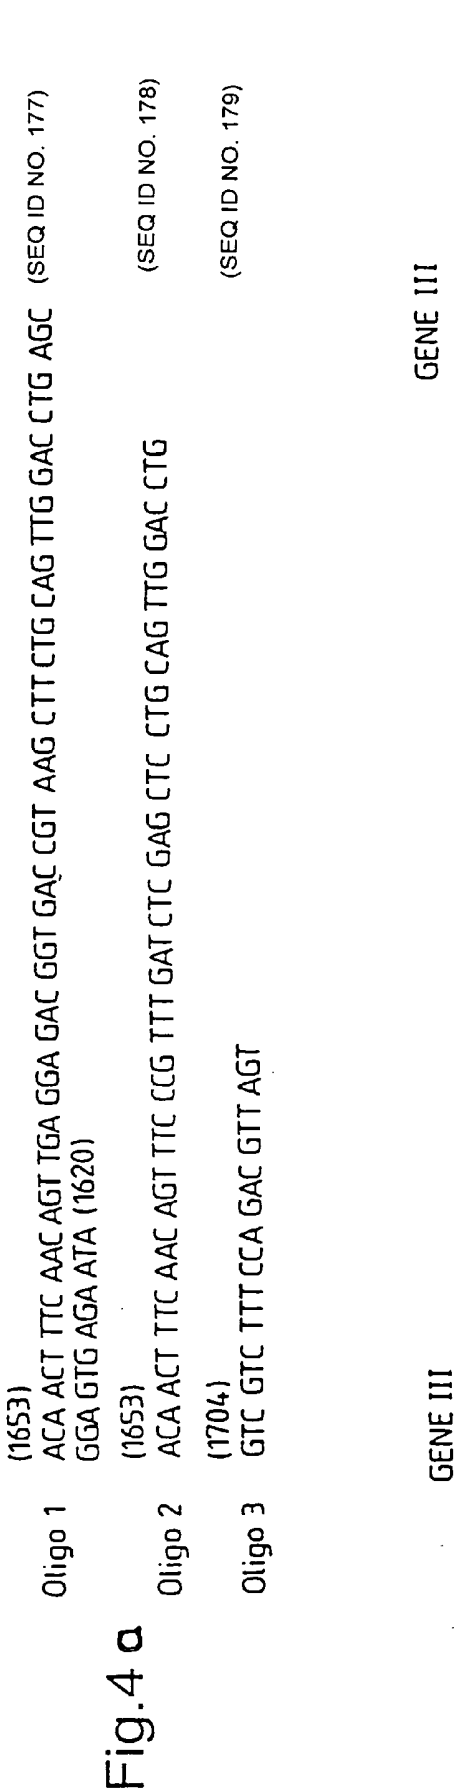 Fig.4 a
(1653)
Oligo 1 ACA ACT TTC AAC AGT TGA GGA GAC GGT GAC CGT AAG CTT CTG CAG TTG GAC CTG AGC (SEQ ID NO. 177)
GGA GTG AGA ATA (1620)
(1653)
Oligo 2 ACA ACT TTC AAC AGT TTC CCG TTT GAT CTC GAG CTC CTG CAG TTG GAC CTG (SEQ ID NO. 178)
(1704)
Oligo 3 GTC GTC TTT CCA GAC GTT AGT (SEQ ID NO. 179)
GENE III GENE III